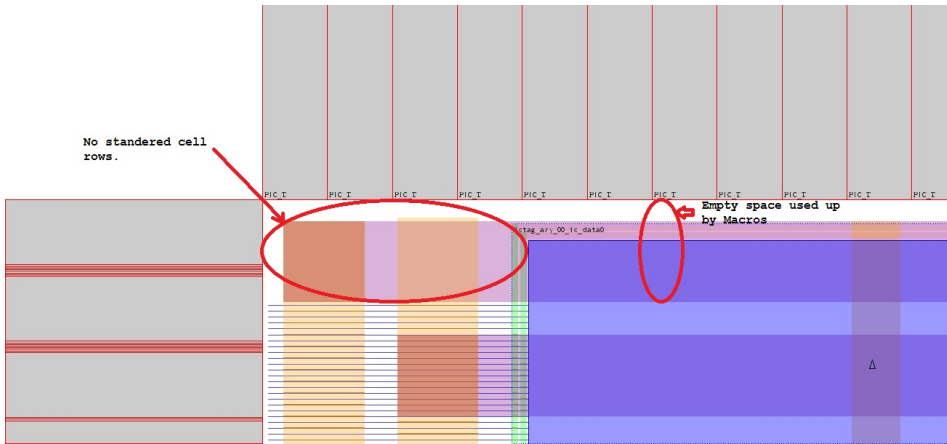 No standered cell
rows.
PIC_T PIC_T PIC_T PIC_T PIC_T PIC_T PIC_T PIC_T PIC_T PIC_T PIC_T
Empty space used up
by Macros
ctag_ary_00_ic_data0